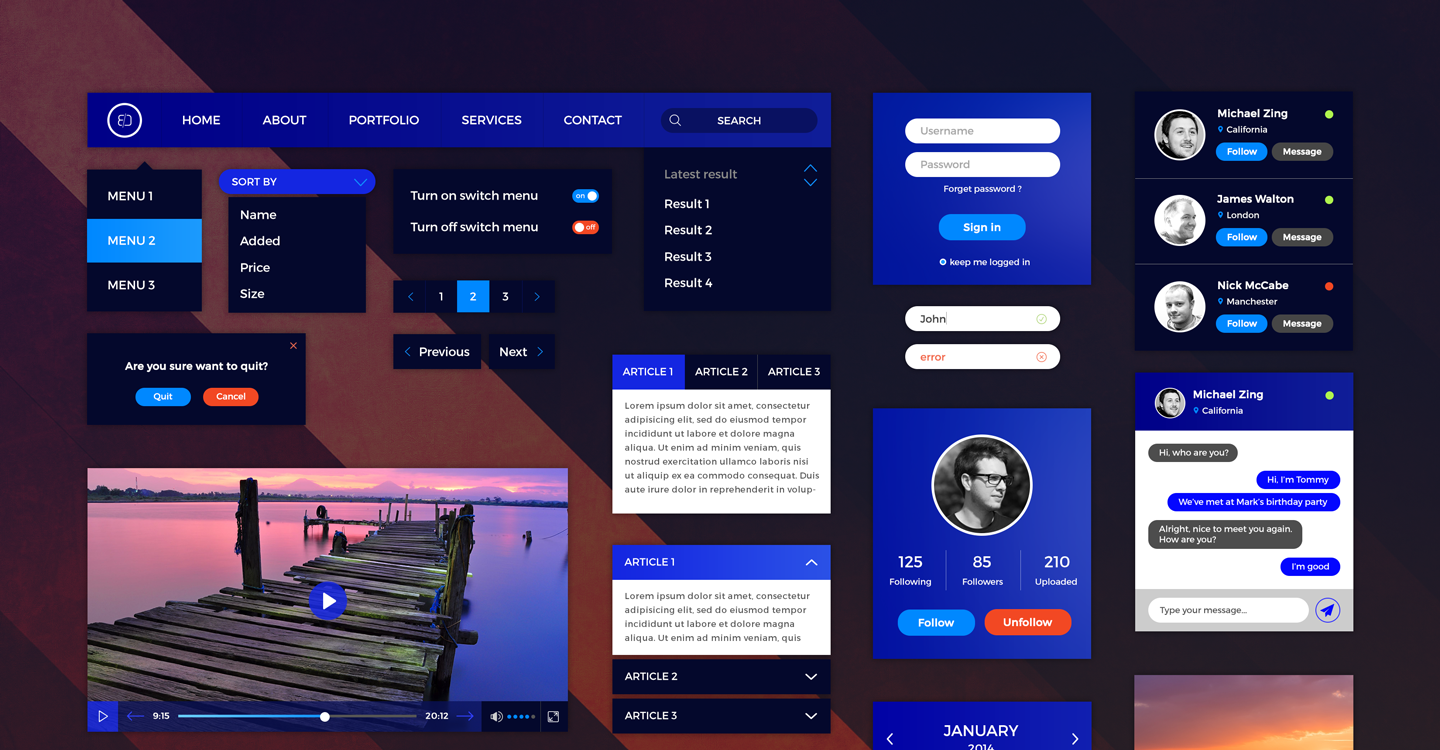 HOME ABOUT PORTFOLIO SERVICES CONTACT SEARCH
MENU 1
MENU 2
MENU 3
SORT BY
Name
Added
Price
Size
Turn on switch menu on
Turn off switch menu off
1 2 3
Previous Next
Latest result
Result 1
Result 2
Result 3
Result 4
Are you sure want to quit?
Quit Cancel
9:15 20:12
ARTICLE 1 ARTICLE 2 ARTICLE 3
Lorem ipsum dolor sit amet, consectetur
adipisicing elit, sed do eiusmod tempor
incididunt ut labore et dolore magna
aliqua. Ut enim ad minim veniam, quis
nostrud exercitation ullamco laboris nisi
ut aliquip ex ea commodo consequat. Duis
aute irure dolor in reprehenderit in volup-
ARTICLE 1
Lorem ipsum dolor sit amet, consectetur
adipisicing elit, sed do eiusmod tempor
incididunt ut labore et dolore magna
aliqua. Ut enim ad minim veniam, quis
ARTICLE 2
ARTICLE 3
Username
Password
Forget password ?
Sign in
keep me logged in
John
error
125 85 210
Following Followers Uploaded
Follow Unfollow
JANUARY
2014
Michael Zing
California
Follow Message
James Walton
London
Follow Message
Nick McCabe
Manchester
Follow Message
Michael Zing
California
Hi, who are you?
Hi, I'm Tommy
We've met at Mark's birthday party
Alright, nice to meet you again.
How are you?
I'm good
Type your message...